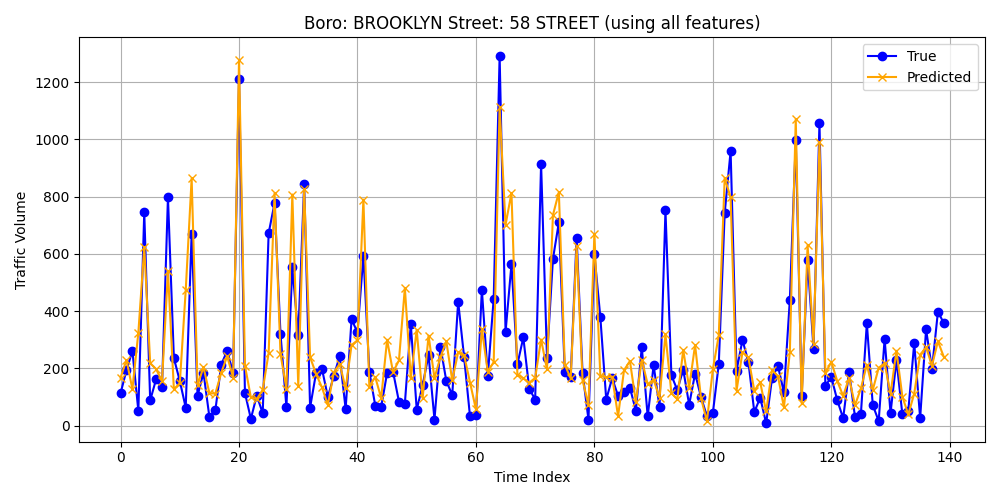 Boro: BROOKLYN Street: 58 STREET (using all features)
True
Predicted
Traffic Volume
1200
1000
800
600
400
200
0
0 20 40 60 80 100 120 140
Time Index